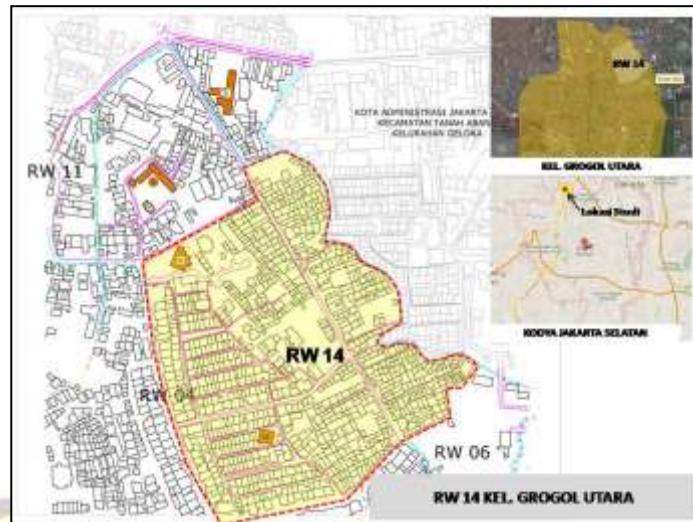 RW 14
KEL. GROGOL UTARA
KOTA ADMINISTRASI JAKARTA
KECAMATAN TANAH ABAN
KELURAHAN GELORA
RW 11
Lokasi Studi
KODYA JAKARTA SELATAN
RW 14
RW 04
RW 06
RW 14 KEL. GROGOL UTARA